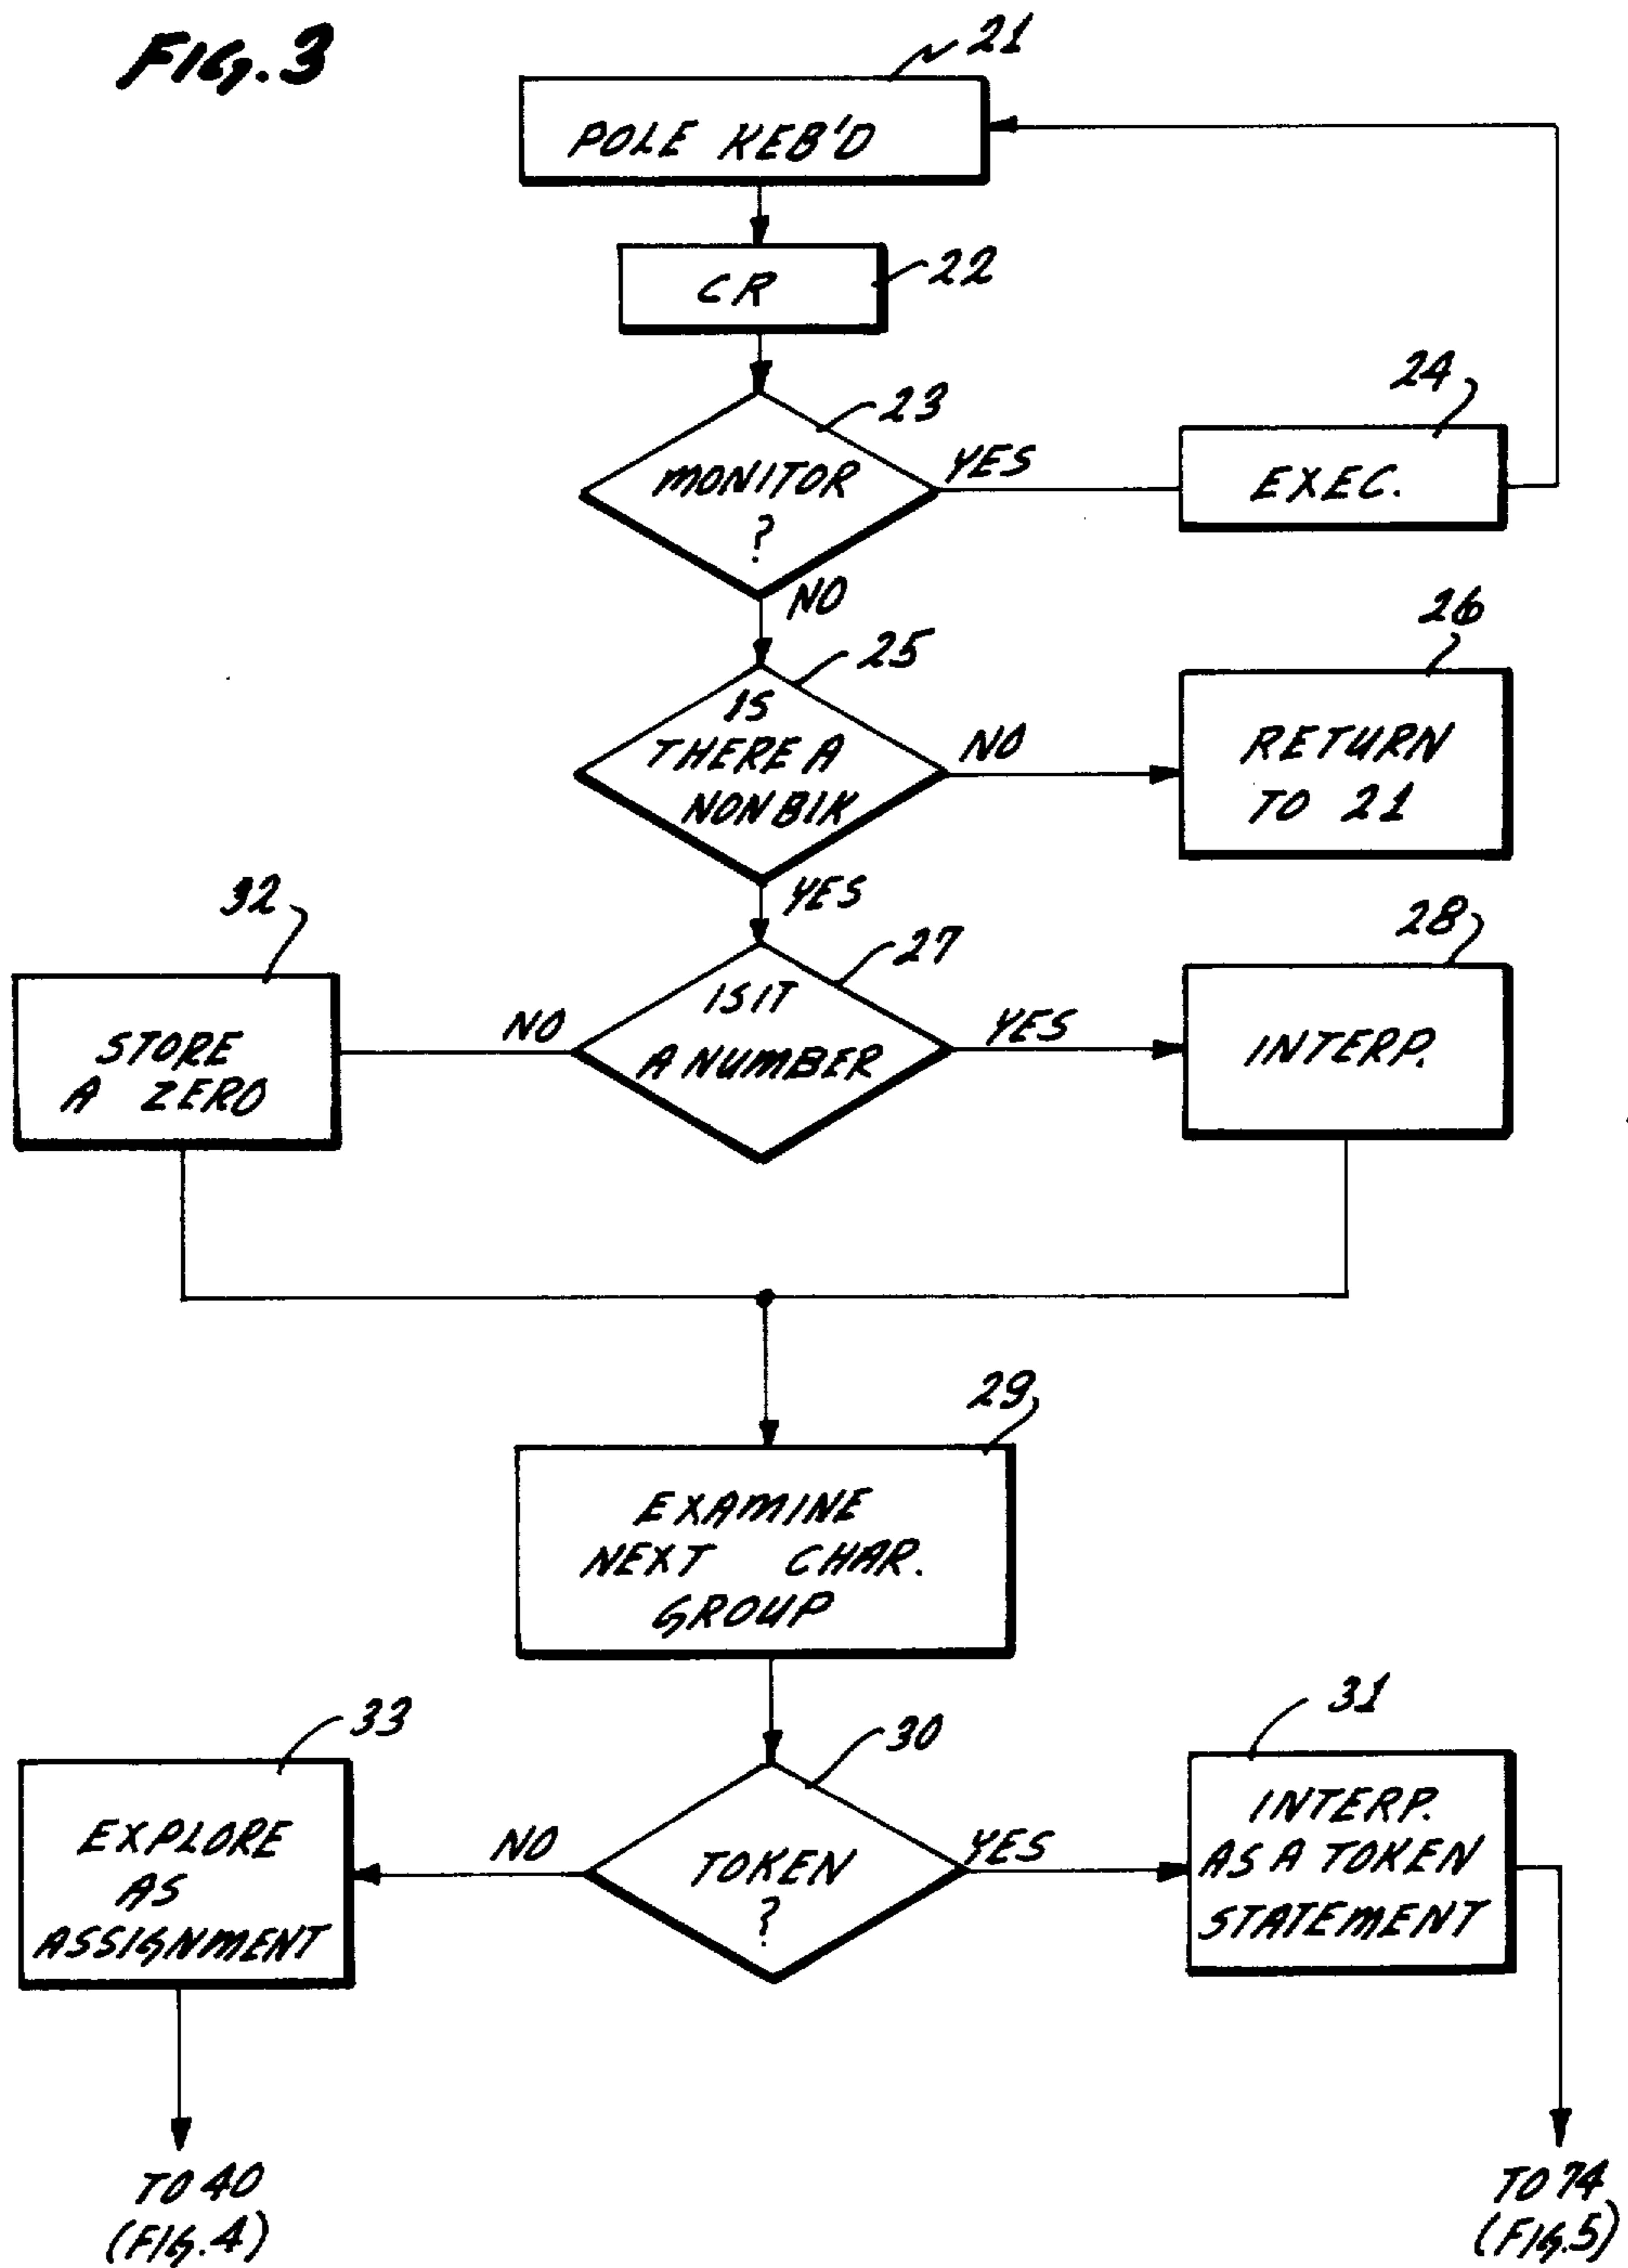 FIG. 3
21
POLE KEB'D
CR
22
23
MONITOR
?
YES
24
EXEC.
NO
25
IS
THERE A
NON BIK
NO
26
RETURN
TO 21
YES
32
STORE
A ZERO
NO
27
IS IT
A NUMBER
YES
28
INTERP.
29
EXAMINE
NEXT CHAR.
GROUP
33
EXPLORE
AS
ASSIGNMENT
NO
30
TOKEN
?
YES
31
INTERP.
AS A TOKEN
STATEMENT
TO 40
(FIG. 4)
TO 74
(FIG. 5)